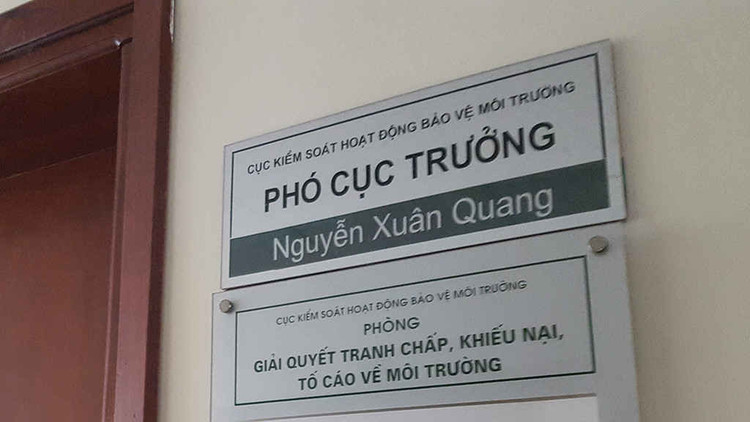 CỤC KIỂM SOÁT HOẠT ĐỘNG BẢO VỆ MÔI TRƯỜNG
PHÓ CỤC TRƯỞNG
Nguyễn Xuân Quang
CỤC KIỂM SOÁT HOẠT ĐỘNG BẢO VỆ MÔI TRƯỜNG
PHÒNG
GIẢI QUYẾT TRANH CHẤP, KHIẾU NẠI,
TỐ CÁO VỀ MÔI TRƯỜNG